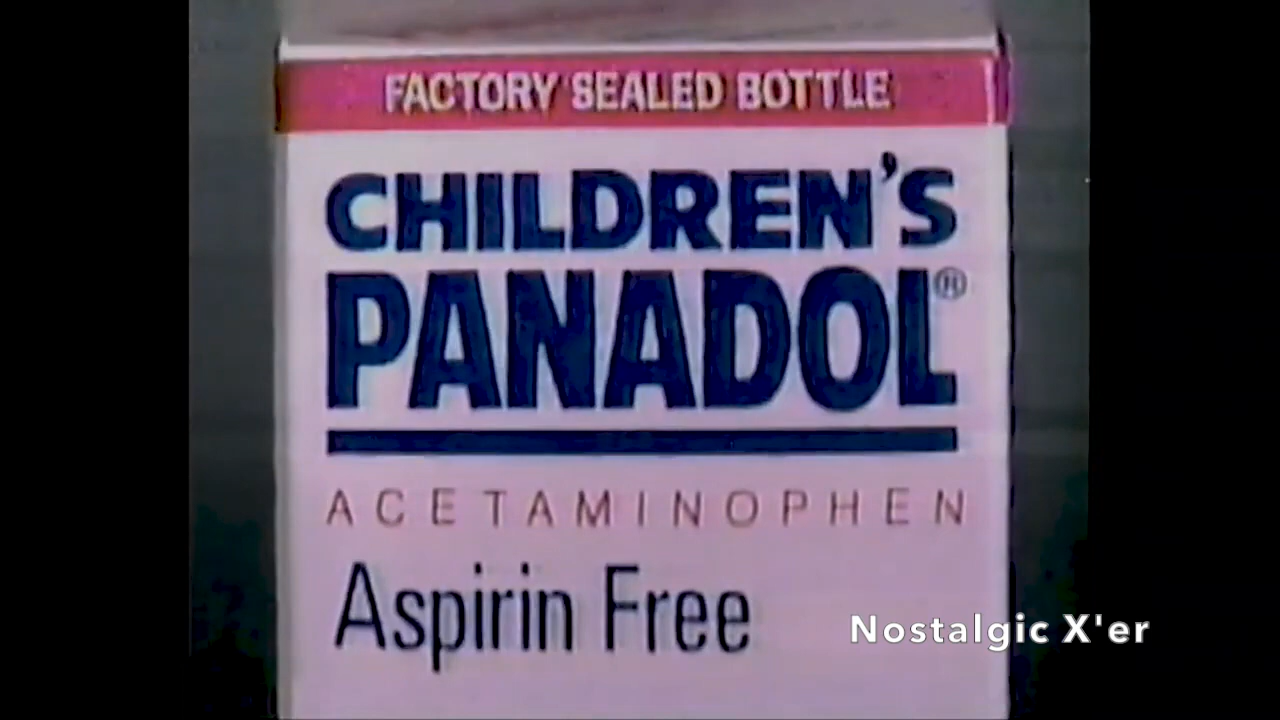 FACTORY SEALED BOTTLE
CHILDREN'S
PANADOL®
ACETAMINOPHEN
Aspirin Free
Nostalgic X'er